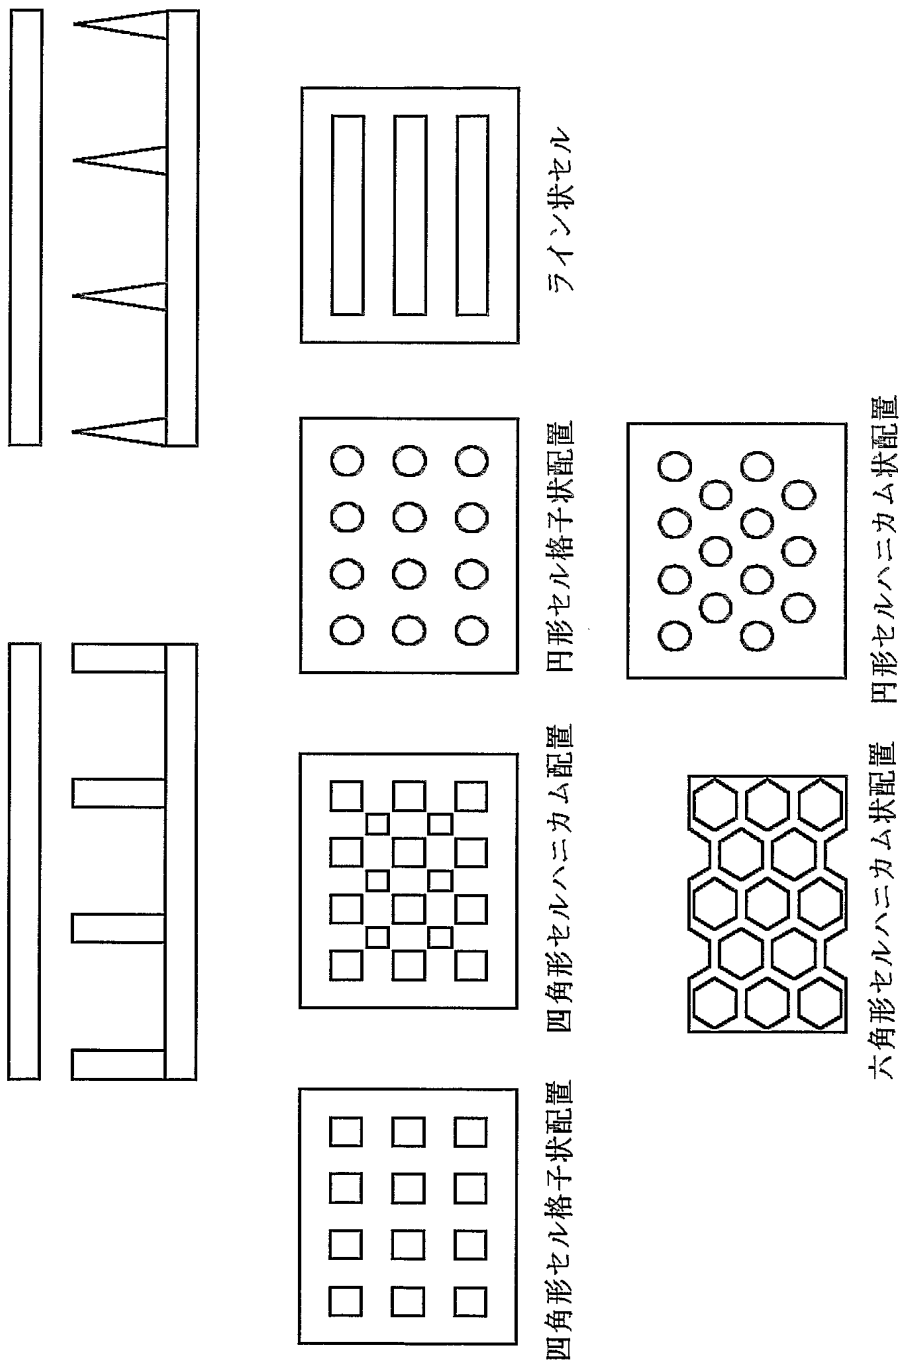 四角形セル格子状配置
四角形セルハニカム配置
円形セル格子状配置
ライン状セル
六角形セルハニカム状配置
円形セルハニカム状配置